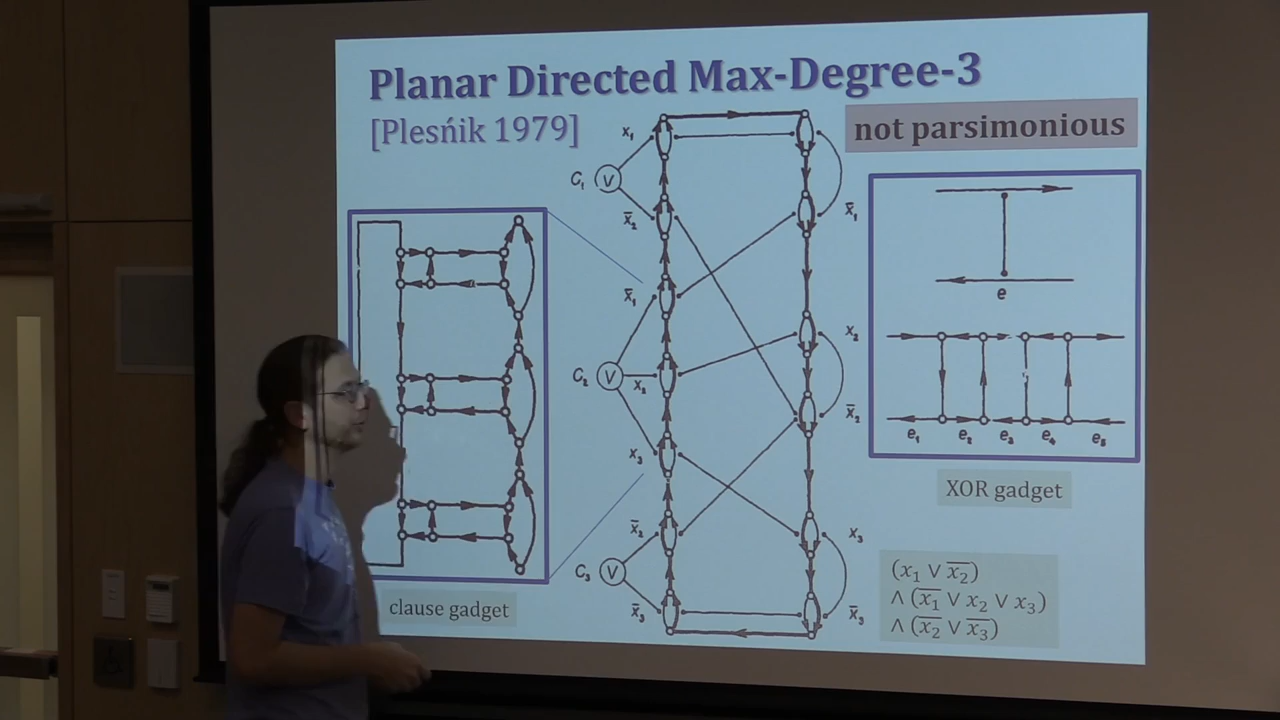 Planar Directed Max-Degree-3
[Plesńik 1979]
not parsimonious
x₁
C₁ V
x̅₂
x̅₁
C₂ V
x₂
x₃
x̅₂
C₃ V
x̅₃
x̅₁
x₂
x̅₂
x₃
x̅₃
clause gadget
e
e₁ e₂ e₃ e₄ e₅
XOR gadget
(x₁ ∨ x̅₂)
∧ (x̅₁ ∨ x₂ ∨ x₃)
∧ (x̅₂ ∨ x̅₃)